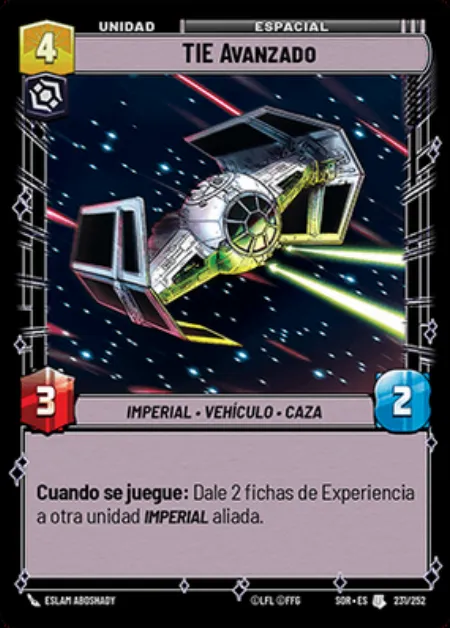 UNIDAD
ESPACIAL
4
TIE AVANZADO
3
IMPERIAL • VEHÍCULO • CAZA
2
Cuando se juegue: Dale 2 fichas de Experiencia
a otra unidad IMPERIAL aliada.
ESLAM ABOSHADY
©LFL ©FFG
SOR • ES
231/252